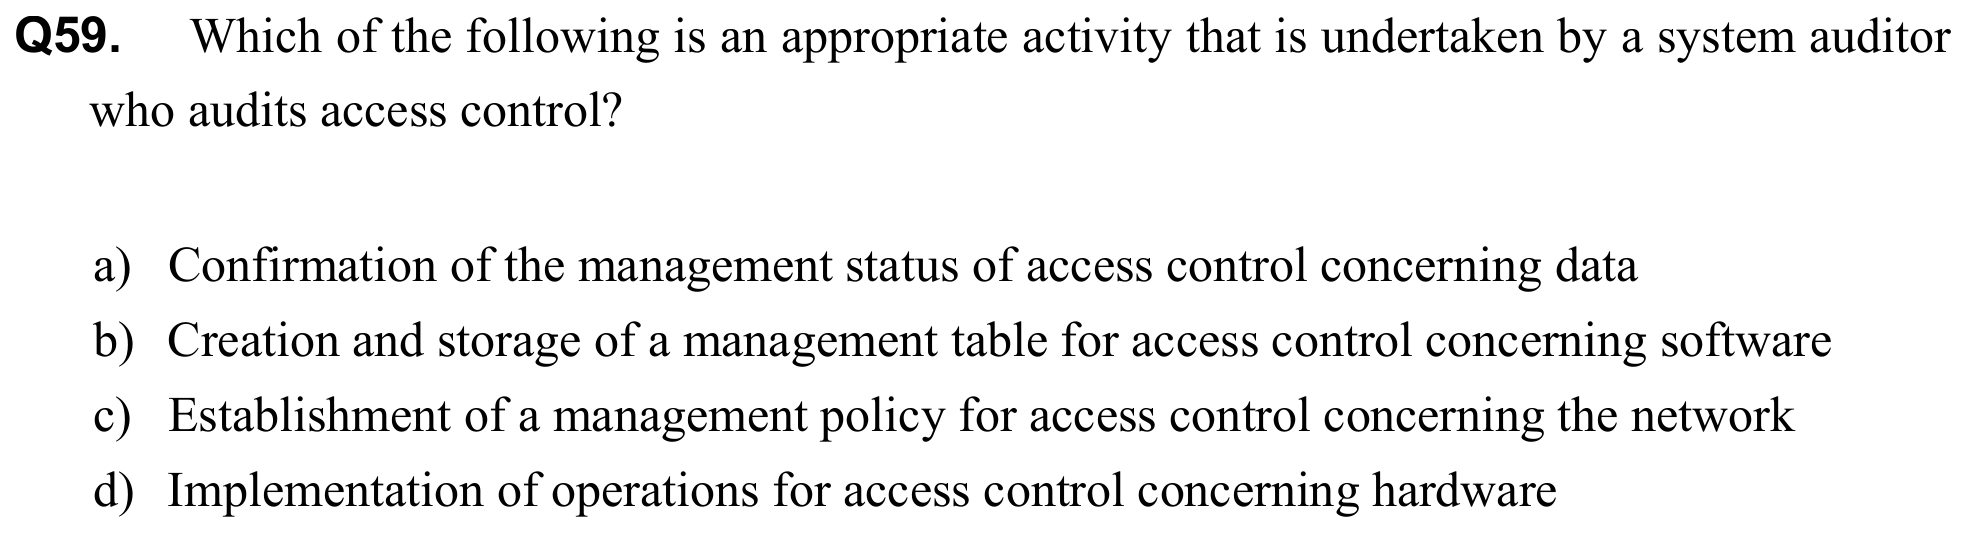 Q59. Which of the following is an appropriate activity that is undertaken by a system auditor
who audits access control?
a) Confirmation of the management status of access control concerning data
b) Creation and storage of a management table for access control concerning software
c) Establishment of a management policy for access control concerning the network
d) Implementation of operations for access control concerning hardware